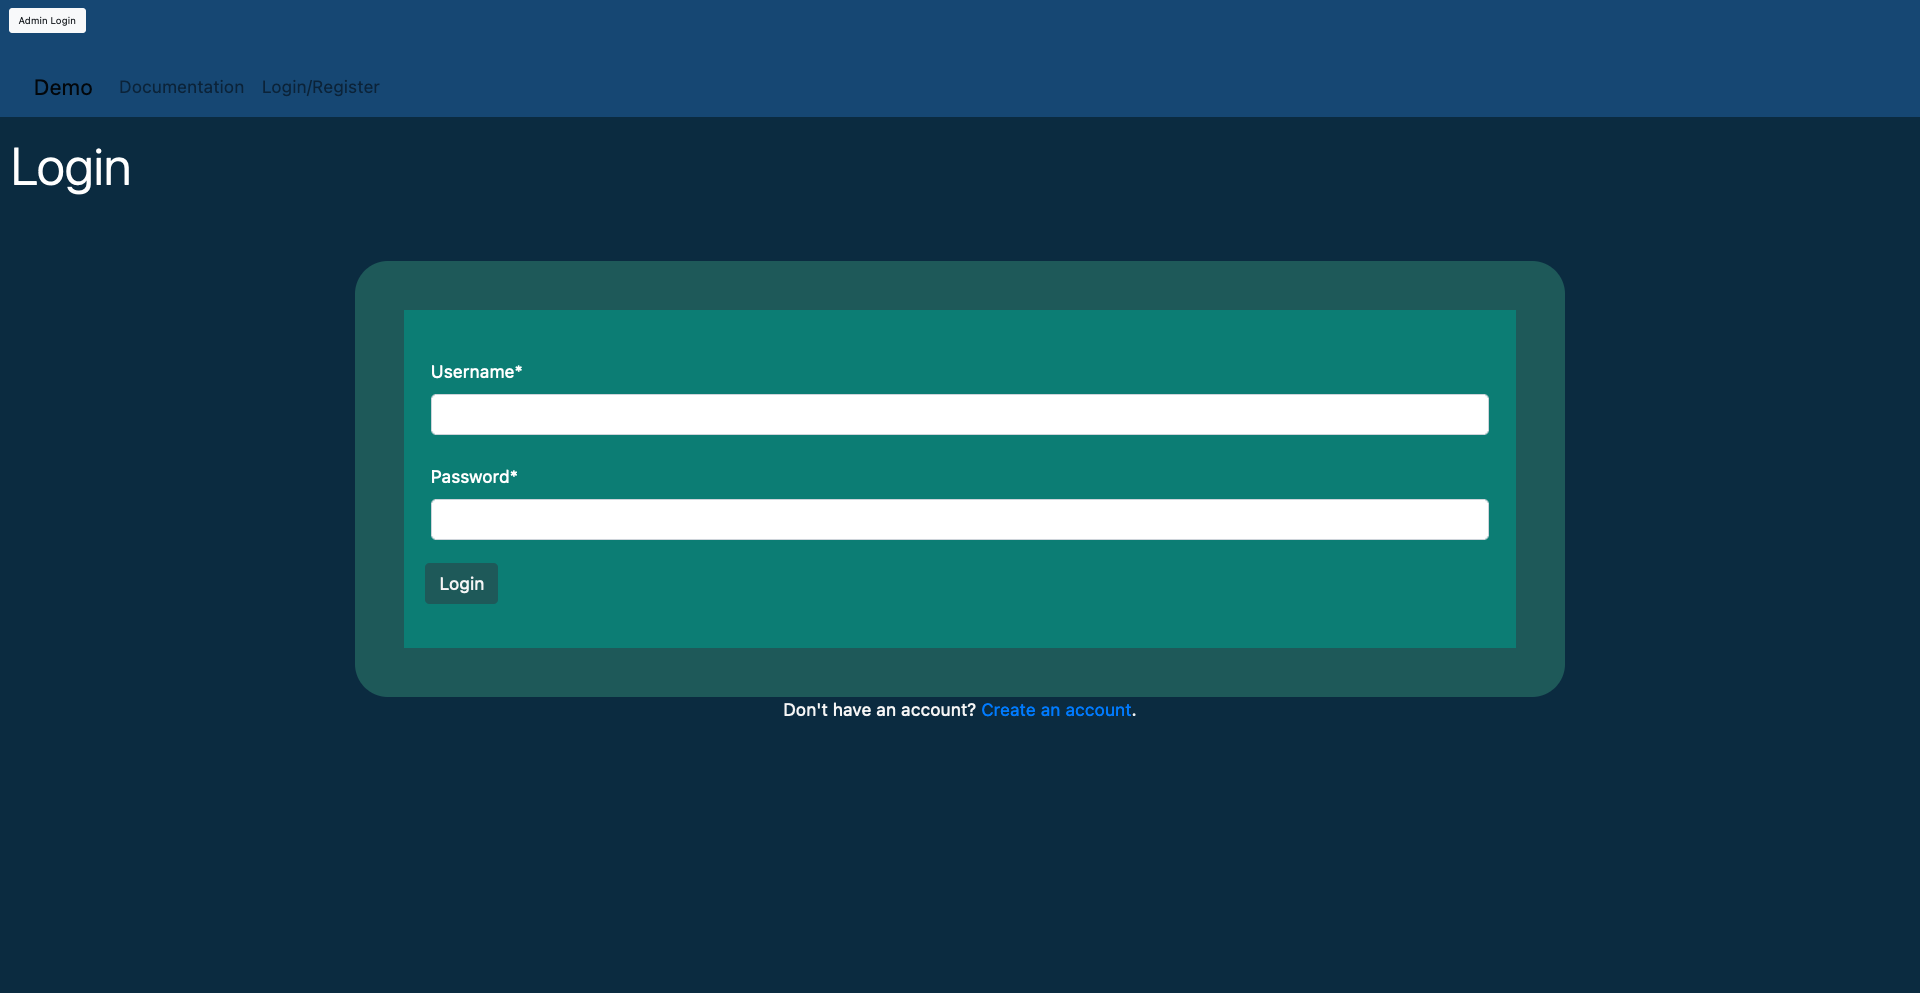 Admin Login
Demo Documentation Login/Register
Login
Username*
Password*
Login
Don't have an account? Create an account.